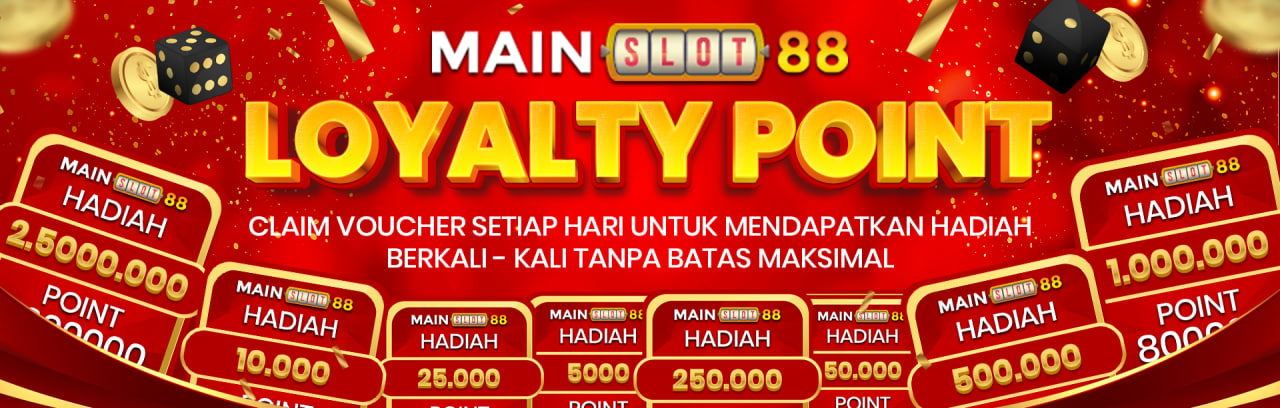 MAIN SLOT 88
LOYALTY POINT
CLAIM VOUCHER SETIAP HARI UNTUK MENDAPATKAN HADIAH
BERKALI - KALI TANPA BATAS MAKSIMAL
MAIN SLOT 88
HADIAH
2.5000.000
POINT
MAIN SLOT 88
HADIAH
10.000
POINT
MAIN SLOT 88
HADIAH
25.000
POINT
MAIN SLOT 88
HADIAH
5000
POINT
MAIN SLOT 88
HADIAH
250.000
POINT
MAIN SLOT 88
HADIAH
50.000
POINT
MAIN SLOT 88
HADIAH
500.000
MAIN SLOT 88
HADIAH
1.000.000
POINT